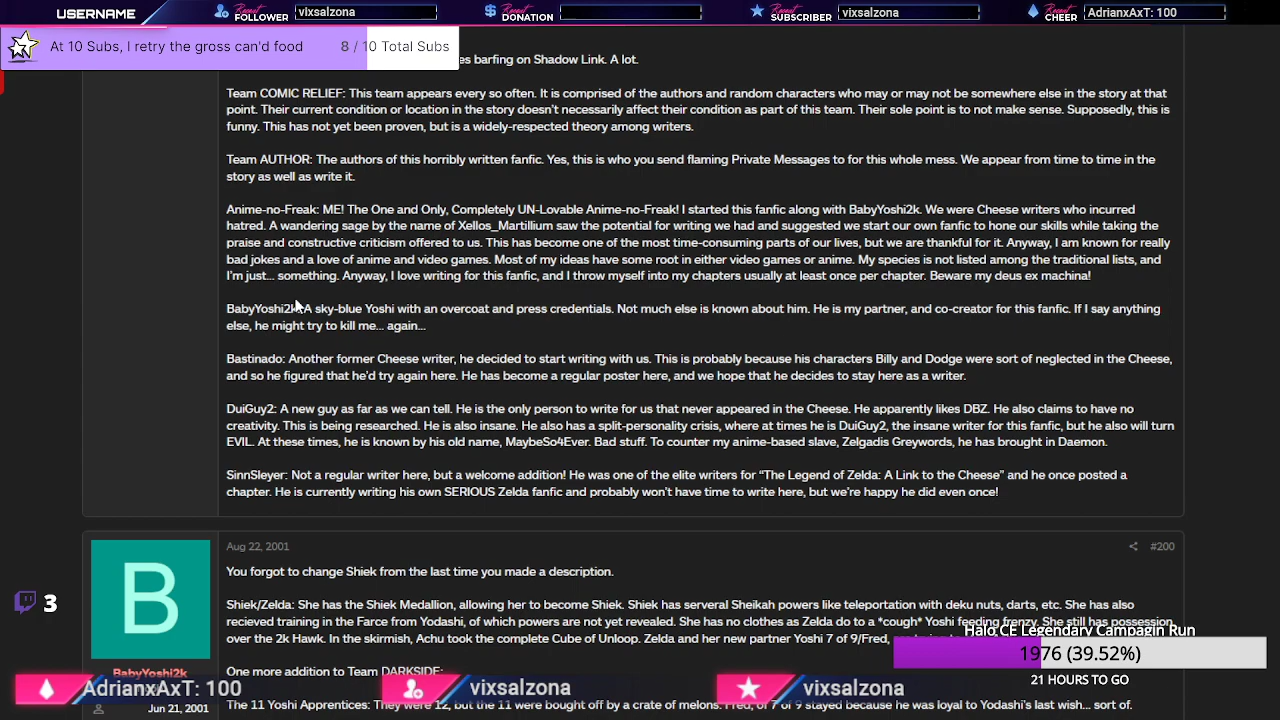 USERNAME
Recent FOLLOWER
vixsalzona
Recent DONATION
Recent SUBSCRIBER
vixsalzona
Recent CHEER
AdrianxAxT: 100
At 10 Subs, I retry the gross can'd food
8 / 10 Total Subs
es barfing on Shadow Link. A lot.
Team COMIC RELIEF: This team appears every so often. It is comprised of the authors and random characters who may or may not be somewhere else in the story at that
point. Their current condition or location in the story doesn't necessarily affect their condition as part of this team. Their sole point is to not make sense. Supposedly, this is
funny. This has not yet been proven, but is a widely-respected theory among writers.
Team AUTHOR: The authors of this horribly written fanfic. Yes, this is who you send flaming Private Messages to for this whole mess. We appear from time to time in the
story as well as write it.
Anime-no-Freak: ME! The One and Only, Completely UN-Lovable Anime-no-Freak! I started this fanfic along with BabyYoshi2k. We were Cheese writers who incurred
hatred. A wandering sage by the name of Xellos_Martillium saw the potential for writing we had and suggested we start our own fanfic to hone our skills while taking the
praise and constructive criticism offered to us. This has become one of the most time-consuming parts of our lives, but we are thankful for it. Anyway, I am known for really
bad jokes and a love of anime and video games. Most of my ideas have some root in either video games or anime. My species is not listed among the traditional lists, and
I'm just... something. Anyway, I love writing for this fanfic, and I throw myself into my chapters usually at least once per chapter. Beware my deus ex machina!
BabyYoshi2k: A sky-blue Yoshi with an overcoat and press credentials. Not much else is known about him. He is my partner, and co-creator for this fanfic. If I say anything
else, he might try to kill me... again...
Bastinado: Another former Cheese writer, he decided to start writing with us. This is probably because his characters Billy and Dodge were sort of neglected in the Cheese,
and so he figured that he'd try again here. He has become a regular poster here, and we hope that he decides to stay here as a writer.
DuiGuy2: A new guy as far as we can tell. He is the only person to write for us that never appeared in the Cheese. He apparently likes DBZ. He also claims to have no
creativity. This is being researched. He is also insane. He also has a split-personality crisis, where at times he is DuiGuy2, the insane writer for this fanfic, but he also will turn
EVIL. At these times, he is known by his old name, MaybeSo4Ever. Bad stuff. To counter my anime-based slave, Zelgadis Greywords, he has brought in Daemon.
SinnSleyer: Not a regular writer here, but a welcome addition! He was one of the elite writers for “The Legend of Zelda: A Link to the Cheese” and he once posted a
chapter. He is currently writing his own SERIOUS Zelda fanfic and probably won't have time to write here, but we're happy he did even once!
B
Aug 22, 2001
#200
You forgot to change Shiek from the last time you made a description.
3
Shiek/Zelda: She has the Shiek Medallion, allowing her to become Shiek. Shiek has serveral Sheikah powers like teleportation with deku nuts, darts, etc. She has also
recieved training in the Farce from Yodashi, of which powers are not yet revealed. She has no clothes as Zelda do to a *cough* Yoshi feeding frenzy. She still has possession
over the 2k Hawk. In the skirmish, Achu took the complete Cube of Unloop. Zelda and her new partner Yoshi 7 of 9/Fred,
Halo CE Legendary Campagin Run
1976 (39.52%)
21 HOURS TO GO
BabyYoshi2k
One more addition to Team DARKSIDE:
AdrianxAxT: 100
vixsalzona
vixsalzona
Jun 21, 2001
The 11 Yoshi Apprentices: They were 12, but the 11 were bought off by a crate of melons. Fred, of 7 of 9 stayed because he was loyal to Yodashi's last wish... sort of.